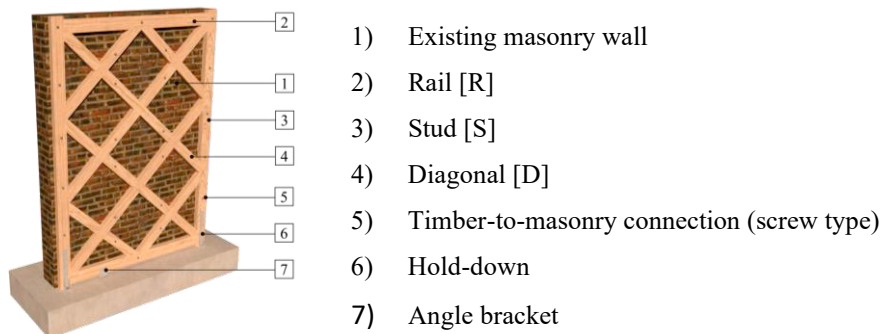 2
1
3
4
5
6
7
1) Existing masonry wall
2) Rail [R]
3) Stud [S]
4) Diagonal [D]
5) Timber-to-masonry connection (screw type)
6) Hold-down
7) Angle bracket